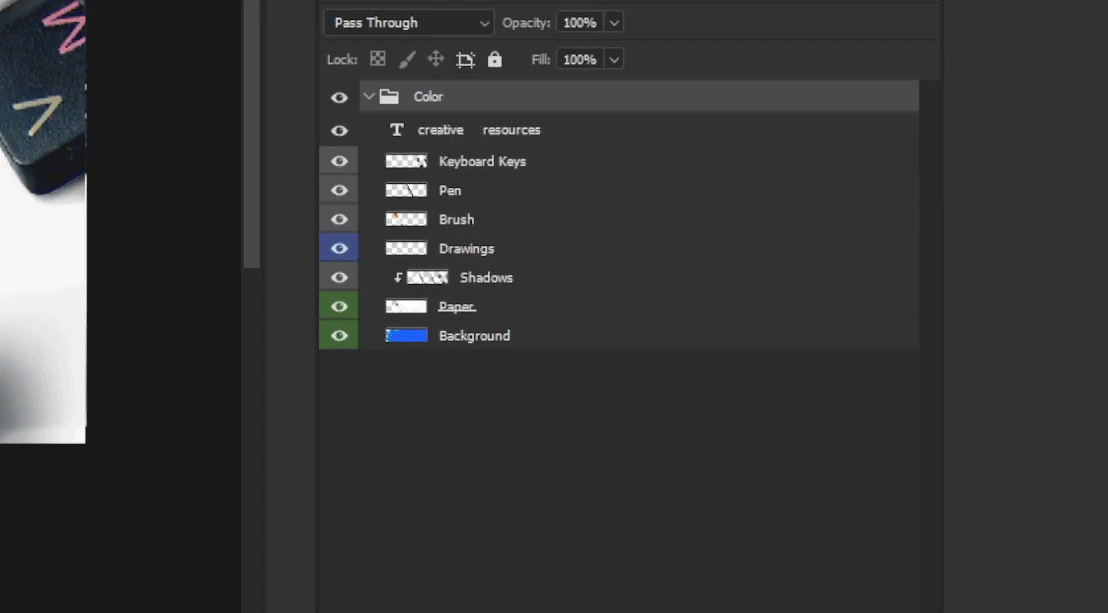 Pass Through Opacity: 100%
Lock: Fill: 100%
Color
T creative resources
Keyboard Keys
Pen
Brush
Drawings
Shadows
Paper
Background